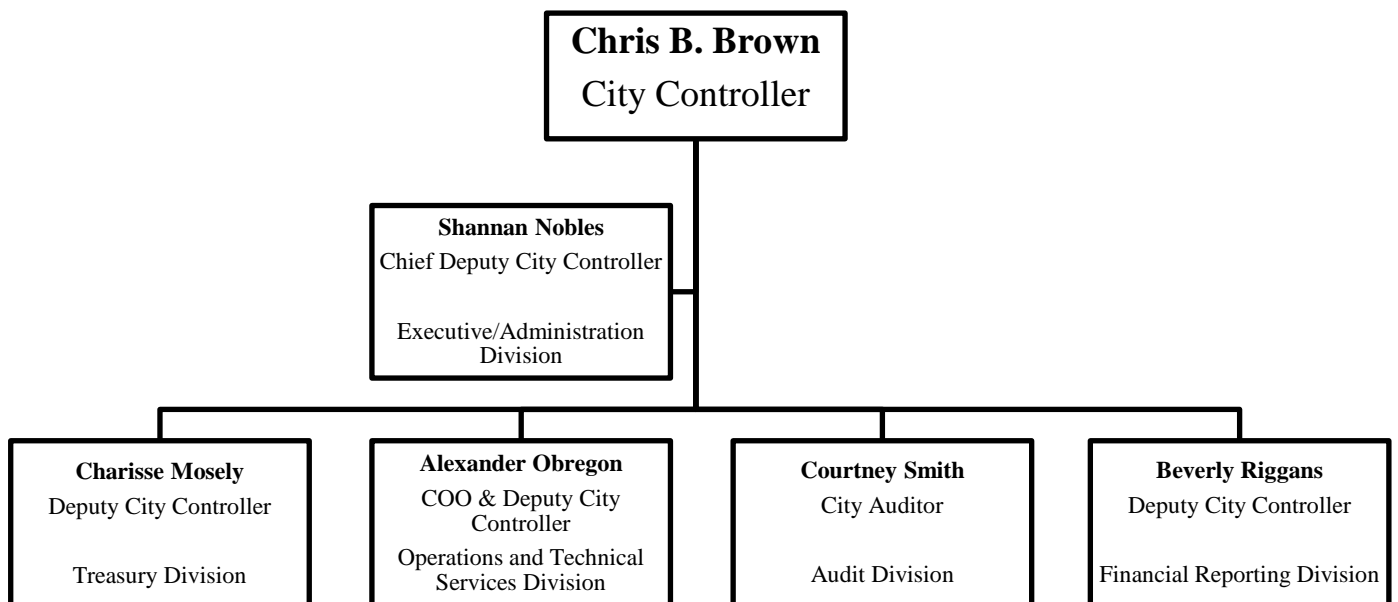 Chris B. Brown
City Controller
Shannan Nobles
Chief Deputy City Controller
Executive/Administration
Division
Charisse Mosely
Deputy City Controller
Treasury Division
Alexander Obregon
COO & Deputy City
Controller
Operations and Technical
Services Division
Courtney Smith
City Auditor
Audit Division
Beverly Riggans
Deputy City Controller
Financial Reporting Division